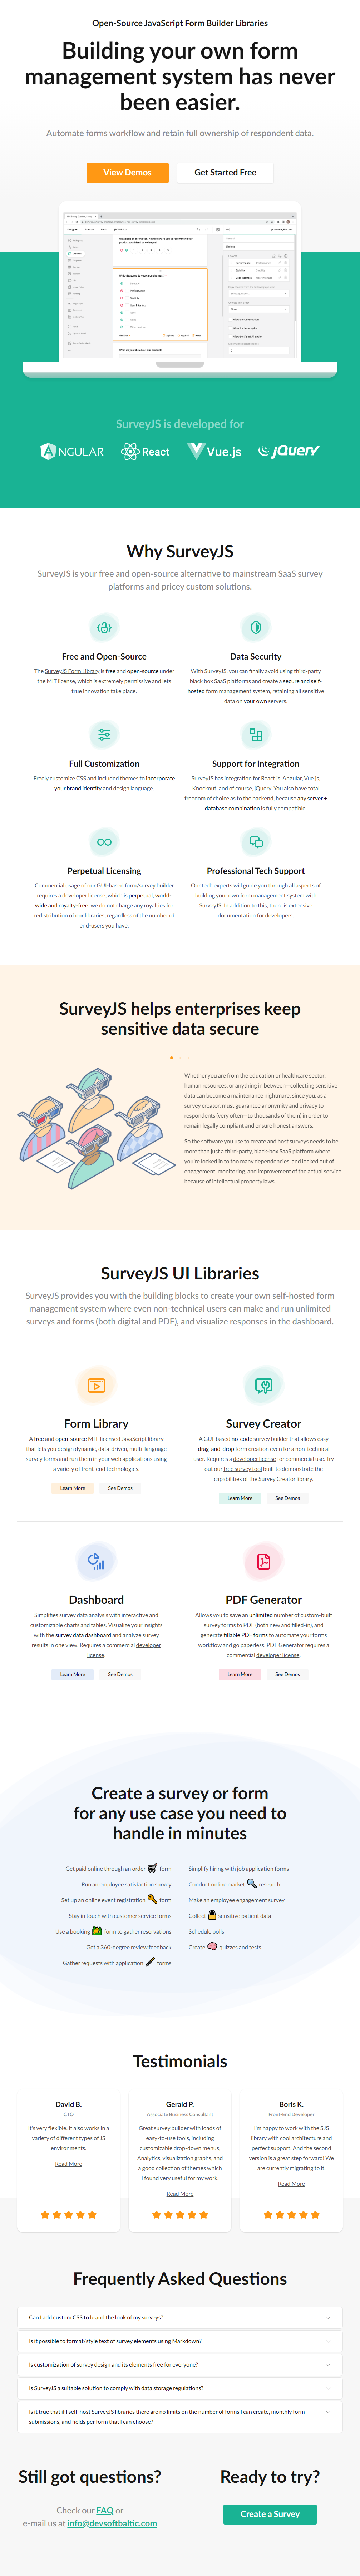 Open-Source JavaScript Form Builder Libraries
Building your own form
management system has never
been easier.
Automate forms workflow and retain full ownership of respondent data.
View Demos
Get Started Free
SurveyJS is developed for
ANGULAR
React
Vue.js
jQuery
Why SurveyJS
SurveyJS is your free and open-source alternative to mainstream SaaS survey
platforms and pricey custom solutions.
Free and Open-Source
The SurveyJS Form Library is free and open-source under
the MIT license, which is extremely permissive and lets
true innovation take place.
Data Security
With SurveyJS, you can finally avoid using third-party
black box SaaS platforms and create a secure and self-
hosted form management system, retaining all sensitive
data on your own servers.
Full Customization
Freely customize CSS and included themes to incorporate
your brand identity and design language.
Support for Integration
SurveyJS has integration for React.js, Angular, Vue.js,
Knockout, and of course, jQuery. You also have total
freedom of choice as to the backend, because any server +
database combination is fully compatible.
Perpetual Licensing
Commercial usage of our GUI-based form/survey builder
requires a developer license, which is perpetual, world-
wide and royalty-free: we do not charge any royalties for
redistribution of our libraries, regardless of the number of
end-users you have.
Professional Tech Support
Our tech experts will guide you through all aspects of
building your own form management system with
SurveyJS. In addition to this, there is extensive
documentation for developers.
SurveyJS helps enterprises keep
sensitive data secure
Whether you are from the education or healthcare sector,
human resources, or anything in between—collecting sensitive
data can become a maintenance nightmare, since you, as a
survey creator, must guarantee anonymity and privacy to
respondents (very often—to thousands of them) in order to
remain legally compliant and ensure honest answers.
So the software you use to create and host surveys needs to be
more than just a third-party, black-box SaaS platform where
you're locked in to too many dependencies, and locked out of
engagement, monitoring, and improvement of the actual service
because of intellectual property laws.
SurveyJS UI Libraries
SurveyJS provides you with the building blocks to create your own self-hosted form
management system where even non-technical users can make and run unlimited
surveys and forms (both digital and PDF), and visualize responses in the dashboard.
Form Library
A free and open-source MIT-licensed JavaScript library
that lets you design dynamic, data-driven, multi-language
survey forms and run them in your web applications using
a variety of front-end technologies.
Learn More
See Demos
Survey Creator
A GUI-based no-code survey builder that allows easy
drag-and-drop form creation even for a non-technical
user. Requires a developer license for commercial use. Try
out our free survey tool built to demonstrate the
capabilities of the Survey Creator library.
Learn More
See Demos
Dashboard
Simplifies survey data analysis with interactive and
customizable charts and tables. Visualize your insights
with the survey data dashboard and analyze survey
results in one view. Requires a commercial developer
license.
Learn More
See Demos
PDF Generator
Allows you to save an unlimited number of custom-built
survey forms to PDF (both new and filled-in), and
generate fillable PDF forms to automate your forms
workflow and go paperless. PDF Generator requires a
commercial developer license.
Learn More
See Demos
Create a survey or form
for any use case you need to
handle in minutes
Get paid online through an order form
Run an employee satisfaction survey
Set up an online event registration form
Stay in touch with customer service forms
Use a booking form to gather reservations
Get a 360-degree review feedback
Gather requests with application forms
Simplify hiring with job application forms
Conduct online market research
Make an employee engagement survey
Collect sensitive patient data
Schedule polls
Create quizzes and tests
Testimonials
David B.
CTO
It's very flexible. It also works in a
variety of different types of JS
environments.
Read More
Gerald P.
Associate Business Consultant
Great survey builder with loads of
easy-to-use tools, including
customizable drop-down menus,
Analytics, visualization graphs, and
a good collection of themes which
I found very useful for my work.
Read More
Boris K.
Front-End Developer
I'm happy to work with the SJS
library with cool architecture and
perfect support! And the second
version is a great step forward! We
are currently migrating to it.
Read More
Frequently Asked Questions
Can I add custom CSS to brand the look of my surveys?
Is it possible to format/style text of survey elements using Markdown?
Is customization of survey design and its elements free for everyone?
Is SurveyJS a suitable solution to comply with data storage regulations?
Is it true that if I self-host SurveyJS libraries there are no limits on the number of forms I can create, monthly form
submissions, and fields per form that I can choose?
Still got questions?
Check our FAQ or
e-mail us at info@devsoftbaltic.com
Ready to try?
Create a Survey